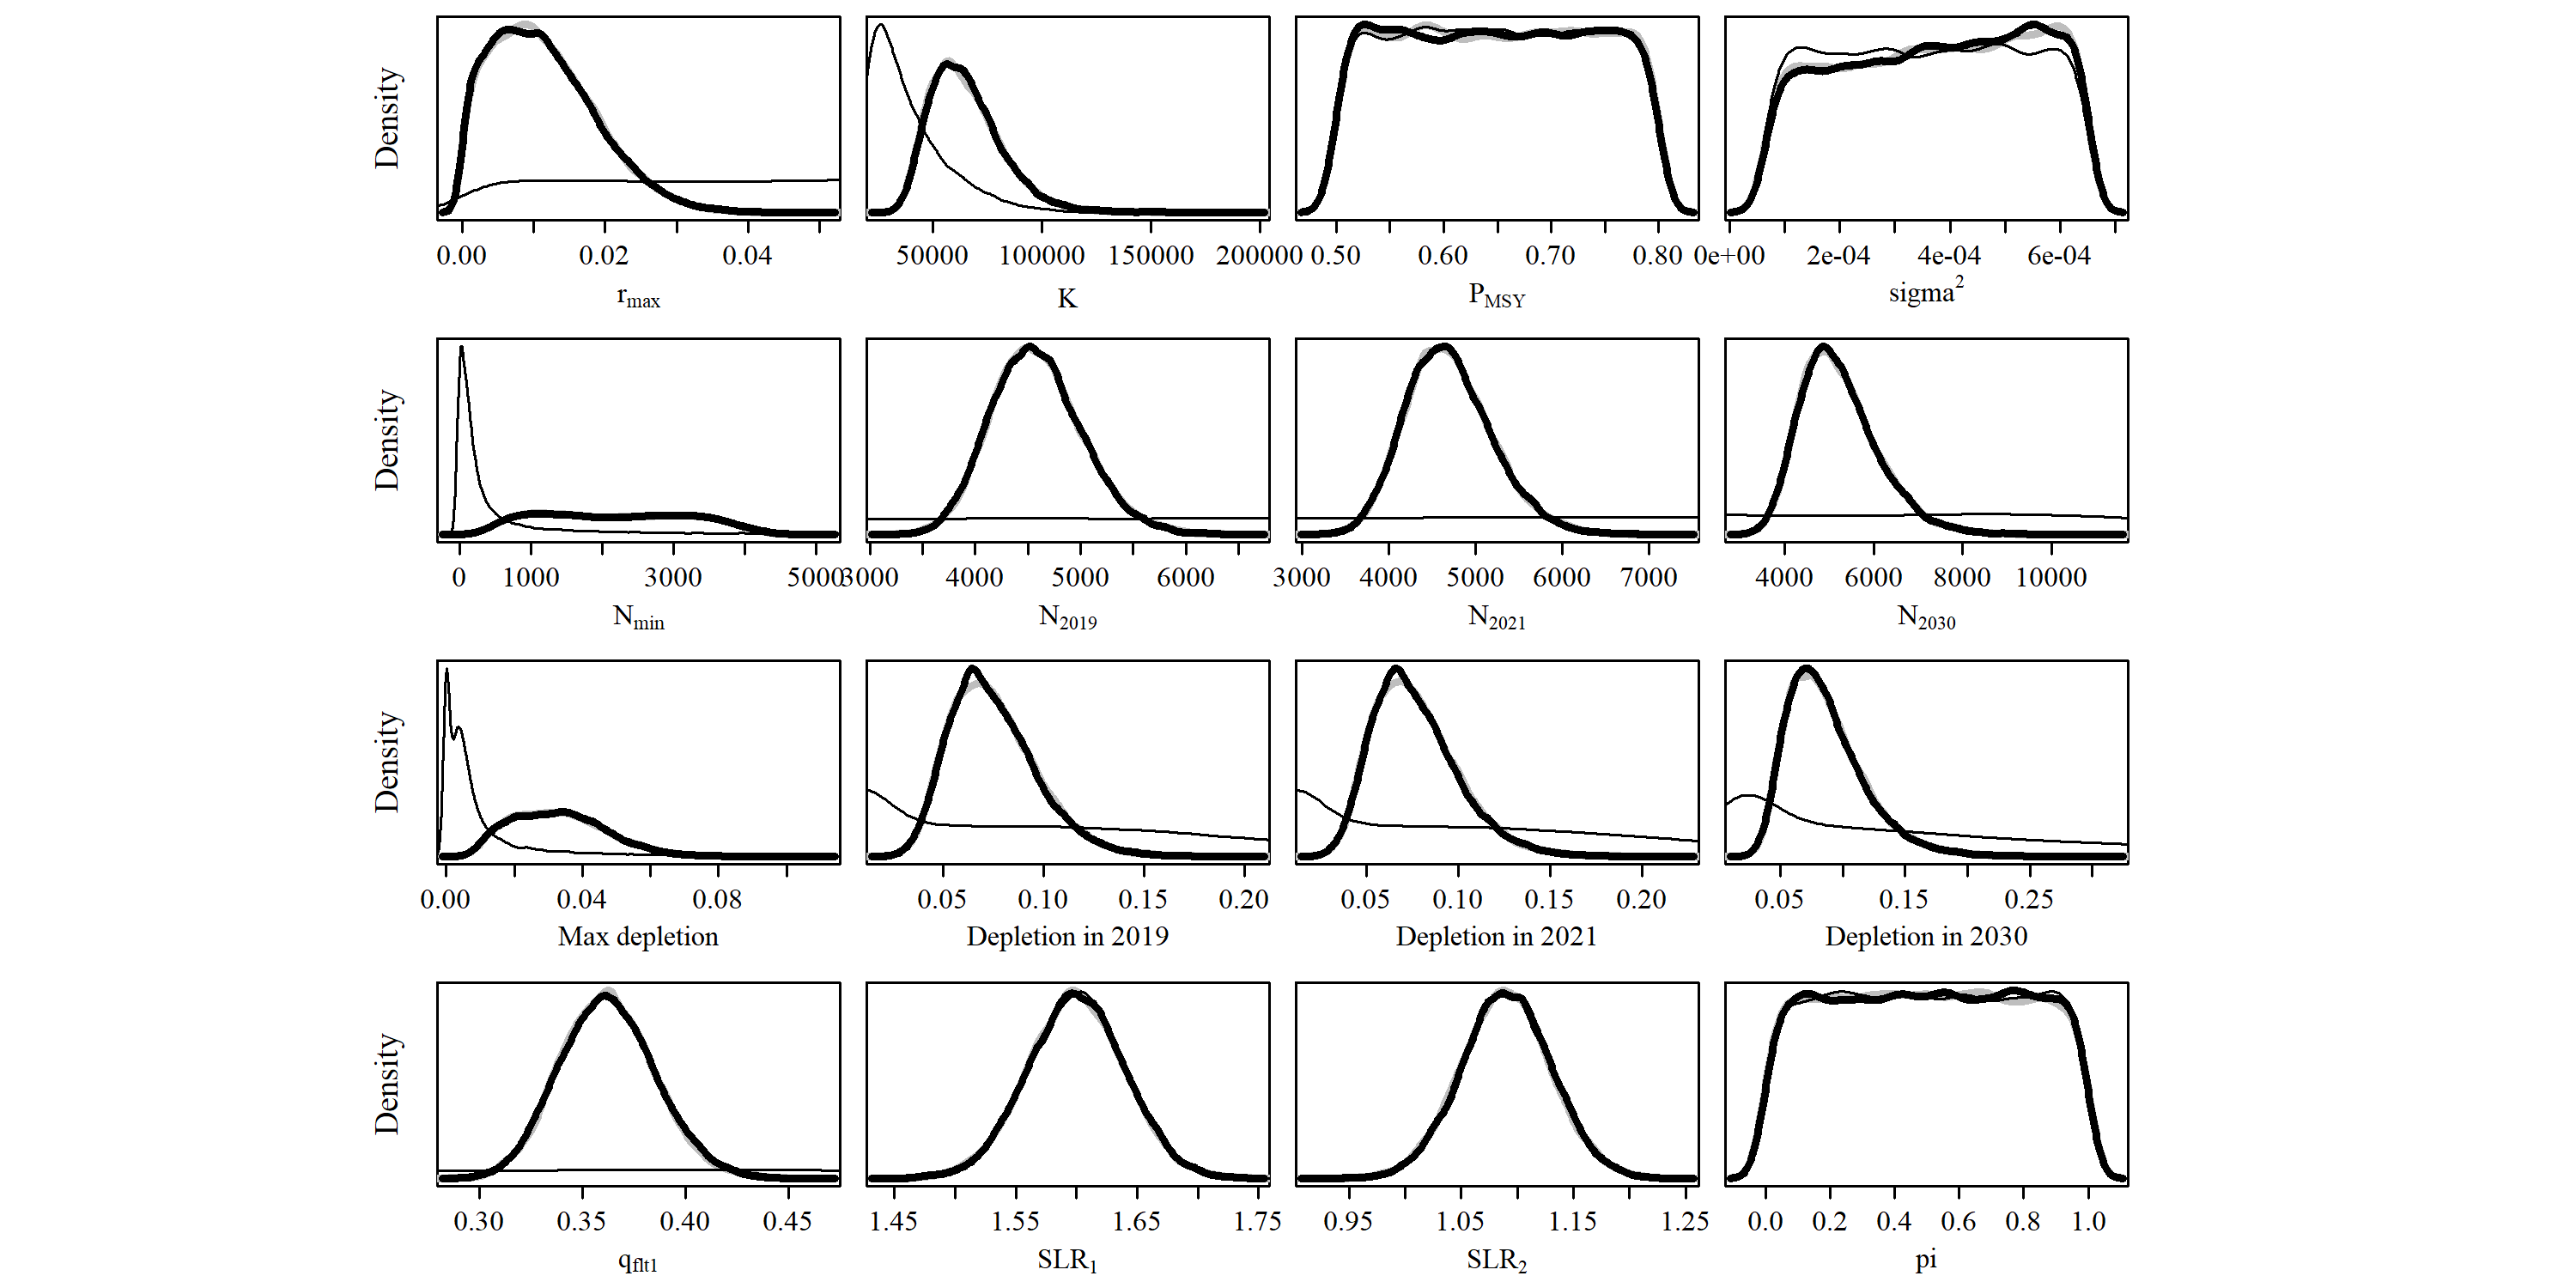 Density
0.00 0.02 0.04 50000 100000 150000 200000 0.50 0.60 0.70 0.80 0e+00 2e-04 4e-04 6e-04
rmax K PMSY sigma2
Density
0 1000 3000 5000 3000 4000 5000 6000 3000 4000 5000 6000 7000 4000 6000 8000 10000
Nmin N2019 N2021 N2030
Density
0.00 0.04 0.08 0.05 0.10 0.15 0.20 0.05 0.10 0.15 0.20 0.05 0.15 0.25
Max depletion Depletion in 2019 Depletion in 2021 Depletion in 2030
Density
0.30 0.35 0.40 0.45 1.45 1.55 1.65 1.75 0.95 1.05 1.15 1.25 0.0 0.2 0.4 0.6 0.8 1.0
qflt1 SLR1 SLR2 pi